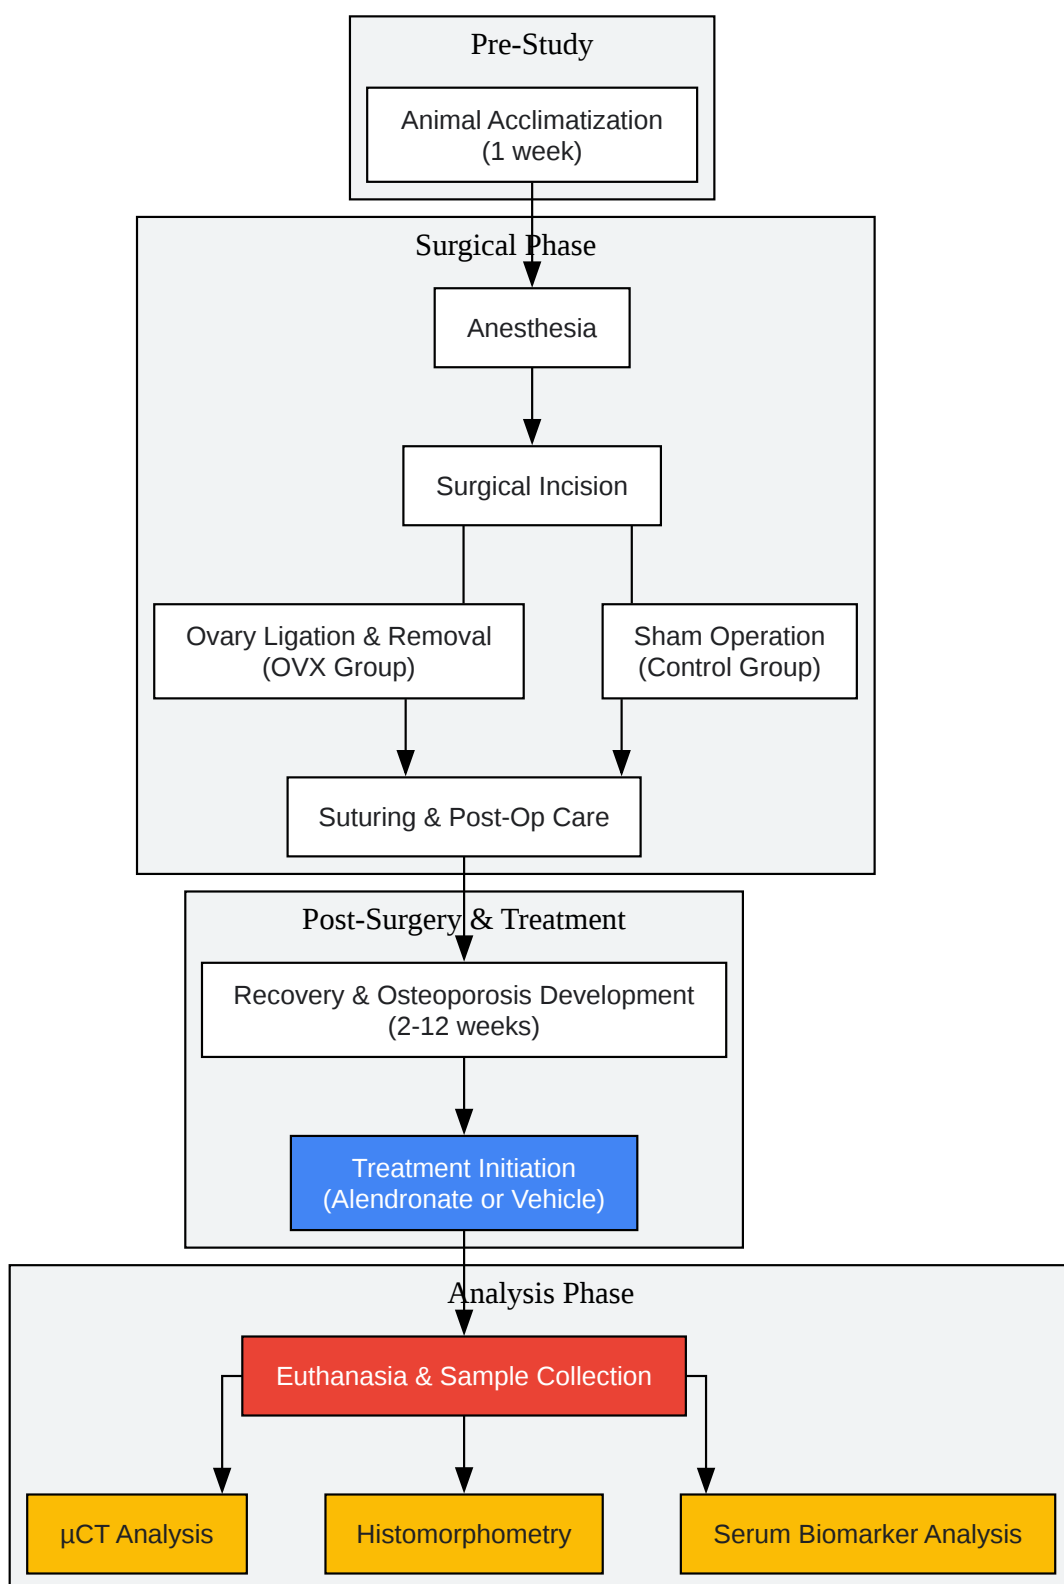 Pre-Study
Animal Acclimatization
(1 week)
Surgical Phase
Anesthesia
Surgical Incision
Ovary Ligation & Removal
(OVX Group)
Sham Operation
(Control Group)
Suturing & Post-Op Care
Post-Surgery & Treatment
Recovery & Osteoporosis Development
(2-12 weeks)
Treatment Initiation
(Alendronate or Vehicle)
Analysis Phase
Euthanasia & Sample Collection
µCT Analysis
Histomorphometry
Serum Biomarker Analysis